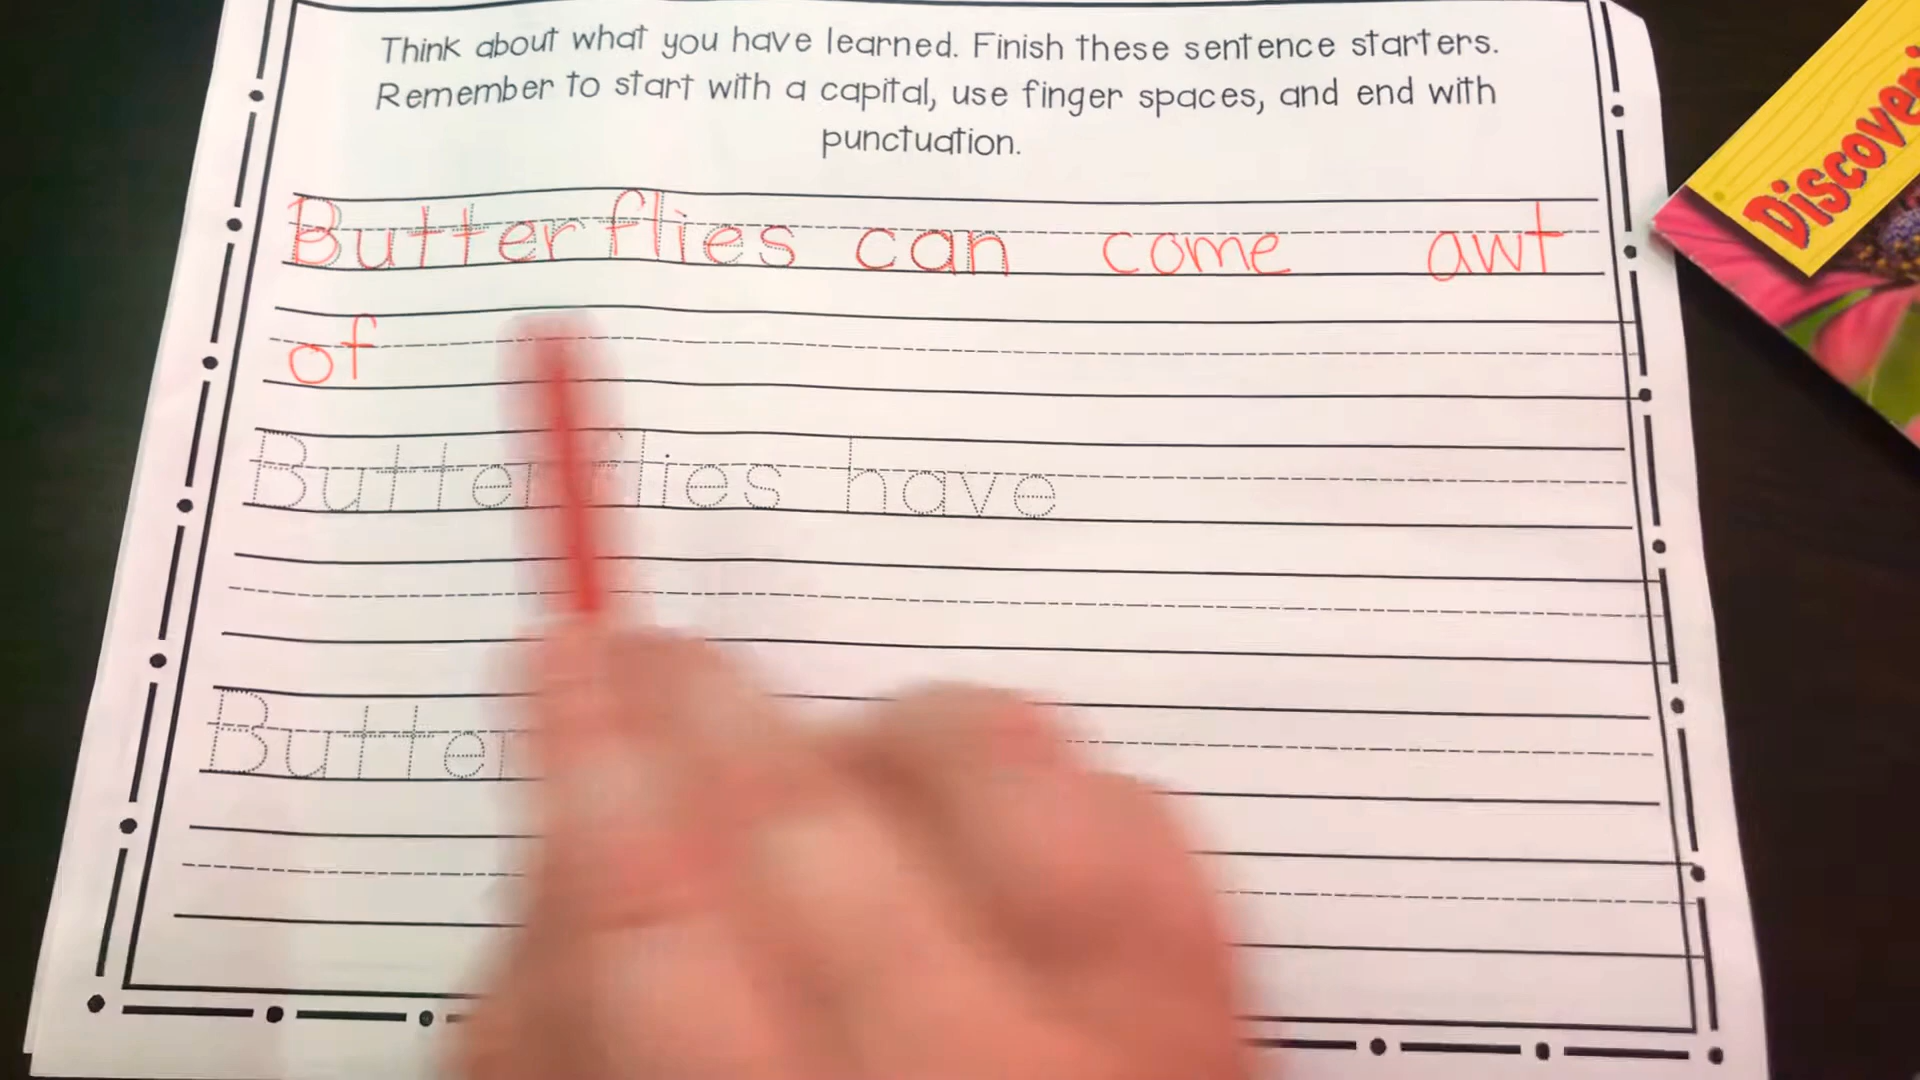 Think about what you have learned. Finish these sentence starters.
Remember to start with a capital, use finger spaces, and end with
punctuation.
Butterflies can come awt
of
Butterflies have
Butter